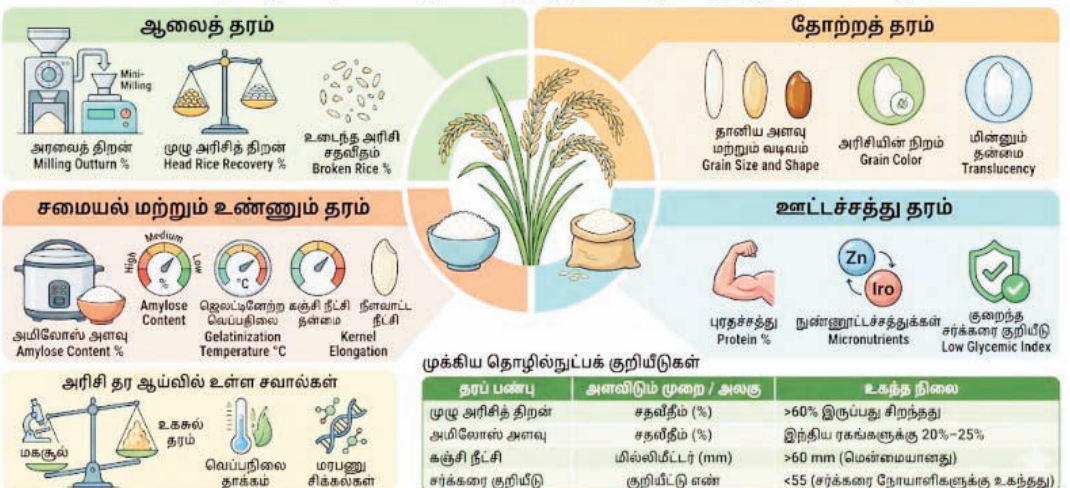 ஆலைத் தரம்
Mini-
Milling
அரவைத் திறன்
Milling Outturn %
முழு அரிசித் திறன்
Head Rice Recovery %
உடைந்த அரிசி
சதவீதம்
Broken Rice %
தோற்றத் தரம்
தானிய அளவு
மற்றும் வடிவம்
Grain Size and Shape
அரிசியின் நிறம்
Grain Color
மின்னும்
தன்மை
Translucency
சமையல் மற்றும் உண்ணும் தரம்
High
Medium
Low
%
°C
அமிலோஸ் அளவு
Amylose Content %
Amylose
Content
ஜெலட்டினேற்ற
வெப்பநிலை
Gelatinization
Temperature °C
கஞ்சி நீட்சி
தன்மை
நீளவாட்ட
நீட்சி
Kernel
Elongation
ஊட்டச்சத்து தரம்
புரதச்சத்து
Protein %
Zn
Iro
நுண்ணூட்டச்சத்துக்கள்
Micronutrients
குறைந்த
சர்க்கரை குறியீடு
Low Glycemic Index
அரிசி தர ஆய்வில் உள்ள சவால்கள்
மகசூல்
உகசுல்
தரம்
வெப்பநிலை
தாக்கம்
மரபணு
சிக்கல்கள்
முக்கிய தொழில்நுட்பக் குறியீடுகள்
தரப் பண்பு அளவிடும் முறை / அலகு உகந்த நிலை
முழு அரிசித் திறன் சதவீதம் (%) >60% இருப்பது சிறந்தது
அமிலோஸ் அளவு சதவீதம் (%) இந்திய ரகங்களுக்கு 20%–25%
கஞ்சி நீட்சி மில்லிமீட்டர் (mm) >60 mm (மென்மையானது)
சர்க்கரை குறியீடு குறியீட்டு எண் <55 (சர்க்கரை நோயாளிகளுக்கு உகந்தது)